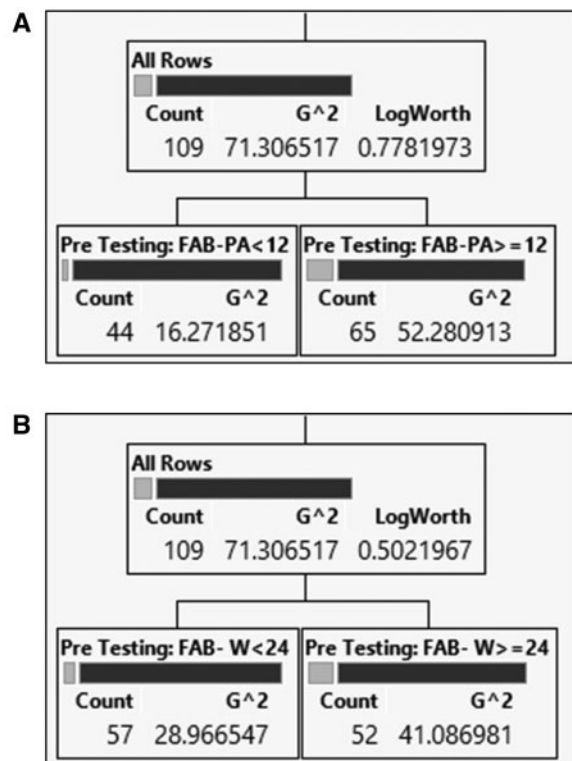 A
All Rows
Count G^2 LogWorth
109 71.306517 0.7781973
Pre Testing: FAB-PA<12 Pre Testing: FAB-PA>=12
Count G^2 Count G^2
44 16.271851 65 52.280913
B
All Rows
Count G^2 LogWorth
109 71.306517 0.5021967
Pre Testing: FAB- W<24 Pre Testing: FAB- W>=24
Count G^2 Count G^2
57 28.966547 52 41.086981